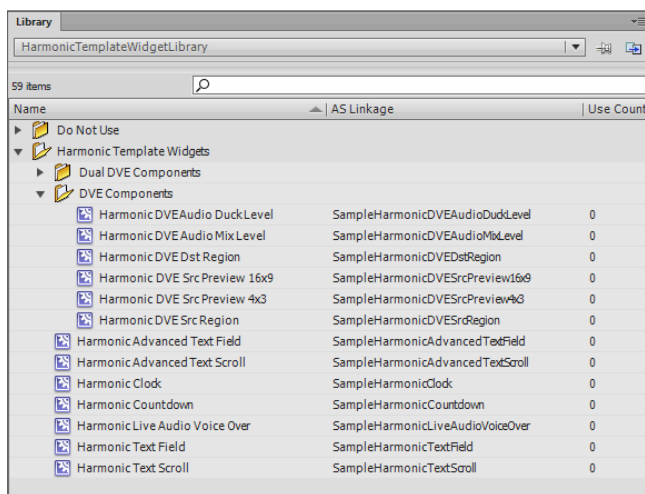 Library
HarmonicTemplateWidgetLibrary
59 items
Name AS Linkage Use Count
Do Not Use
Harmonic Template Widgets
Dual DVE Components
DVE Components
Harmonic DVE Audio Duck Level SampleHarmonicDVEAudioDuckLevel 0
Harmonic DVE Audio Mix Level SampleHarmonicDVEAudioMixLevel 0
Harmonic DVE Dst Region SampleHarmonicDVEDstRegion 0
Harmonic DVE Src Preview 16x9 SampleHarmonicDVESrcPreview16x9 0
Harmonic DVE Src Preview 4x3 SampleHarmonicDVESrcPreview4x3 0
Harmonic DVE Src Region SampleHarmonicDVESrcRegion 0
Harmonic Advanced Text Field SampleHarmonicAdvancedTextField 0
Harmonic Advanced Text Scroll SampleHarmonicAdvancedTextScroll 0
Harmonic Clock SampleHarmonicClock 0
Harmonic Countdown SampleHarmonicCountdown 0
Harmonic Live Audio Voice Over SampleHarmonicLiveAudioVoiceOver 0
Harmonic Text Field SampleHarmonicTextField 0
Harmonic Text Scroll SampleHarmonicTextScroll 0